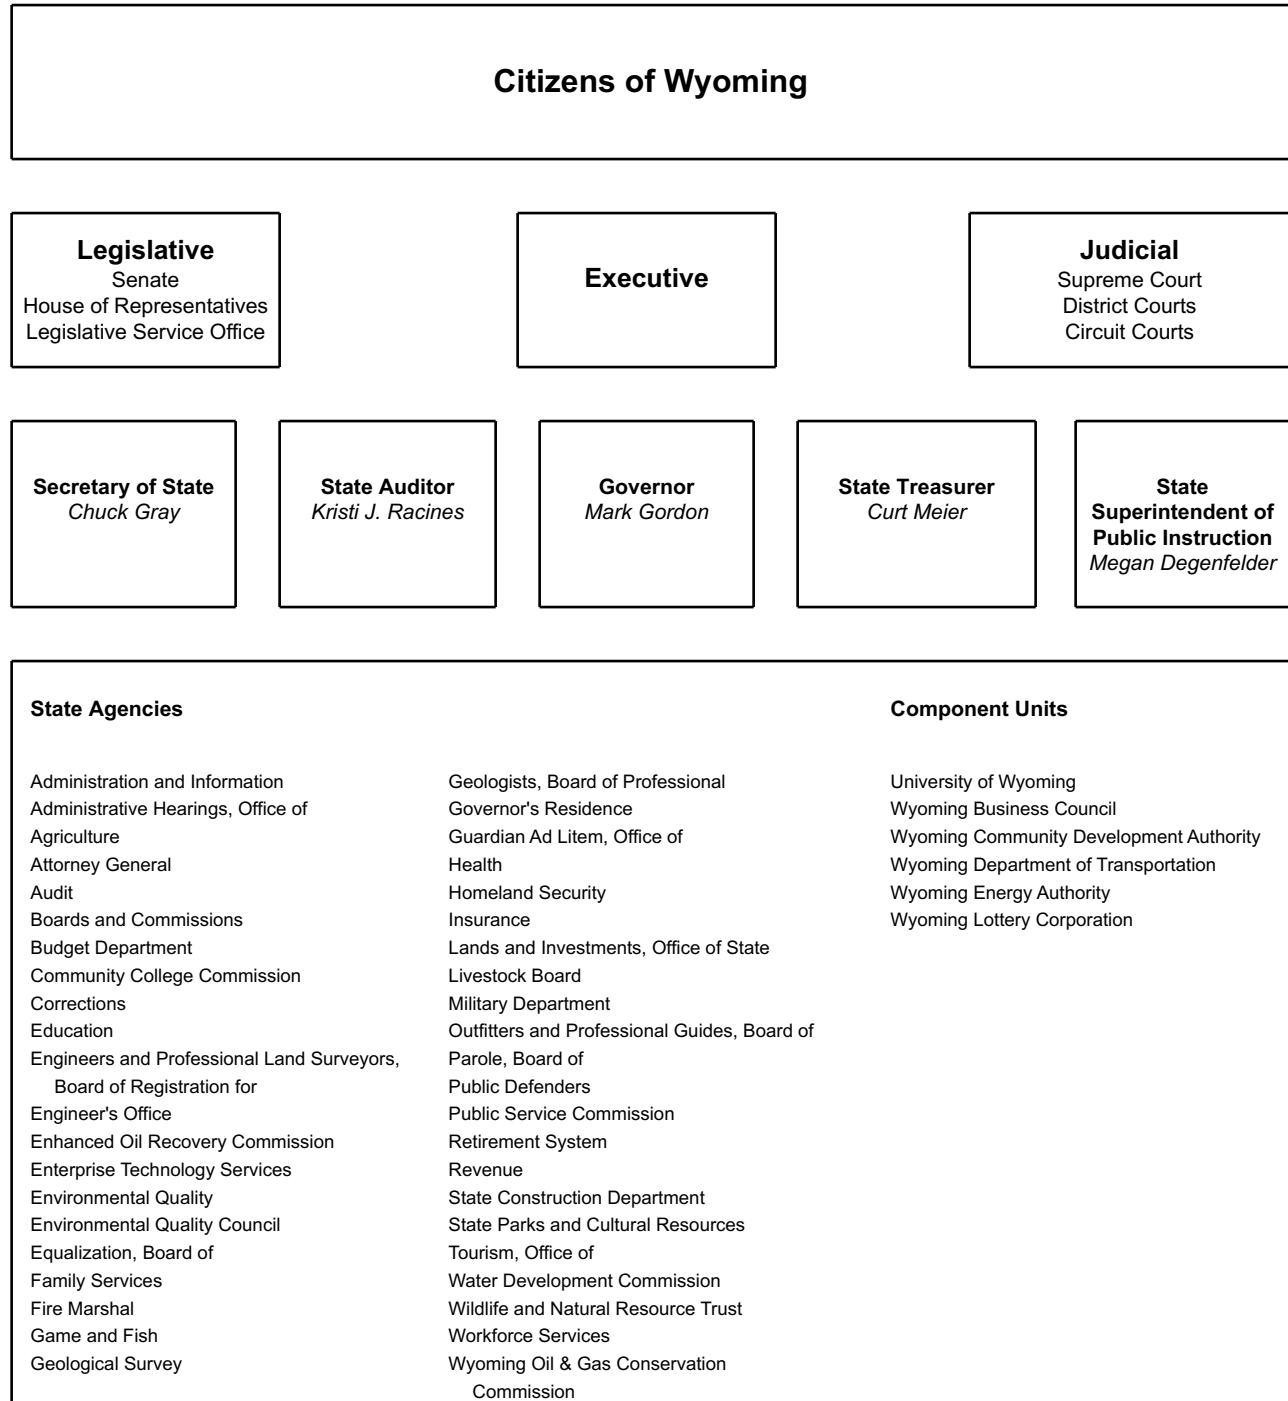 Citizens of Wyoming
Legislative
Senate
House of Representatives
Legislative Service Office
Executive
Judicial
Supreme Court
District Courts
Circuit Courts
Secretary of State
Chuck Gray
State Auditor
Kristi J. Racines
Governor
Mark Gordon
State Treasurer
Curt Meier
State
Superintendent of
Public Instruction
Megan Degenfelder
State Agencies
Administration and Information
Administrative Hearings, Office of
Agriculture
Attorney General
Audit
Boards and Commissions
Budget Department
Community College Commission
Corrections
Education
Engineers and Professional Land Surveyors,
Board of Registration for
Engineer's Office
Enhanced Oil Recovery Commission
Enterprise Technology Services
Environmental Quality
Environmental Quality Council
Equalization, Board of
Family Services
Fire Marshal
Game and Fish
Geological Survey
Geologists, Board of Professional
Governor's Residence
Guardian Ad Litem, Office of
Health
Homeland Security
Insurance
Lands and Investments, Office of State
Livestock Board
Military Department
Outfitters and Professional Guides, Board of
Parole, Board of
Public Defenders
Public Service Commission
Retirement System
Revenue
State Construction Department
State Parks and Cultural Resources
Tourism, Office of
Water Development Commission
Wildlife and Natural Resource Trust
Workforce Services
Wyoming Oil & Gas Conservation
Commission
Component Units
University of Wyoming
Wyoming Business Council
Wyoming Community Development Authority
Wyoming Department of Transportation
Wyoming Energy Authority
Wyoming Lottery Corporation